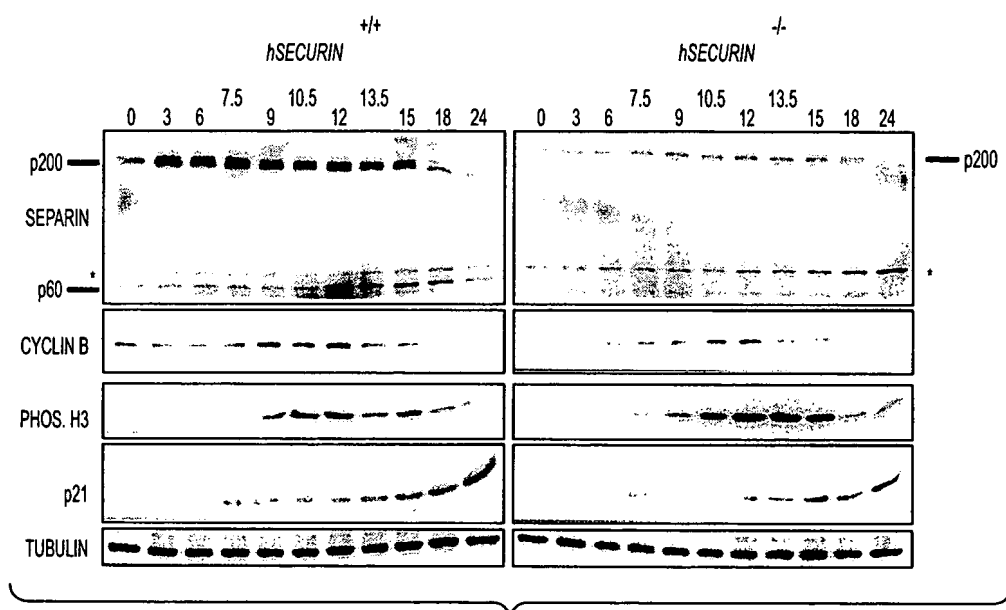 +/+
hSECURIN
-/-
hSECURIN
0 3 6 7.5 9 10.5 12 13.5 15 18 24
0 3 6 7.5 9 10.5 12 13.5 15 18 24
p200
p200
SEPARIN
*
*
p60
CYCLIN B
PHOS. H3
p21
TUBULIN